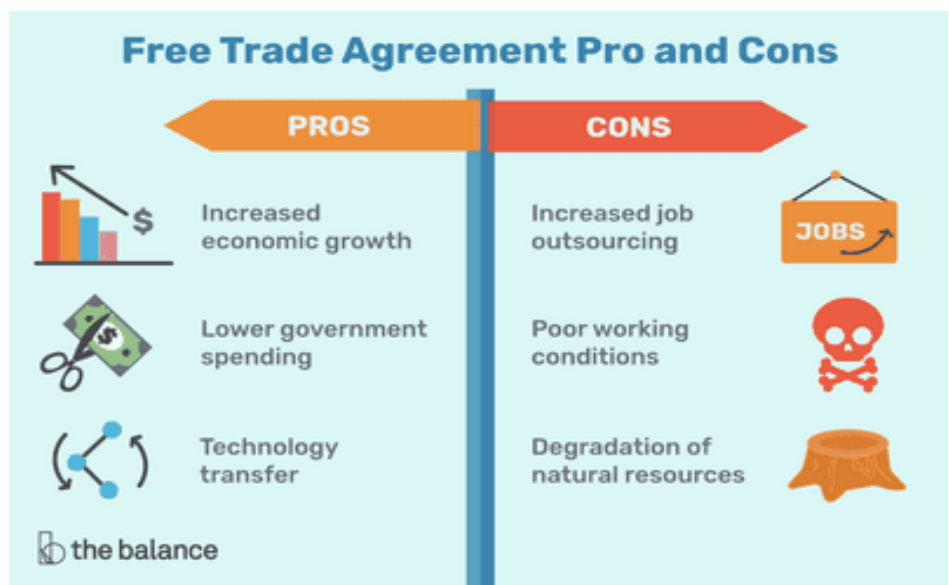 Free Trade Agreement Pro and Cons
PROS
CONS
$
Increased
economic growth
Increased job
outsourcing
JOBS
$
Lower government
spending
Poor working
conditions
Technology
transfer
Degradation of
natural resources
the balance